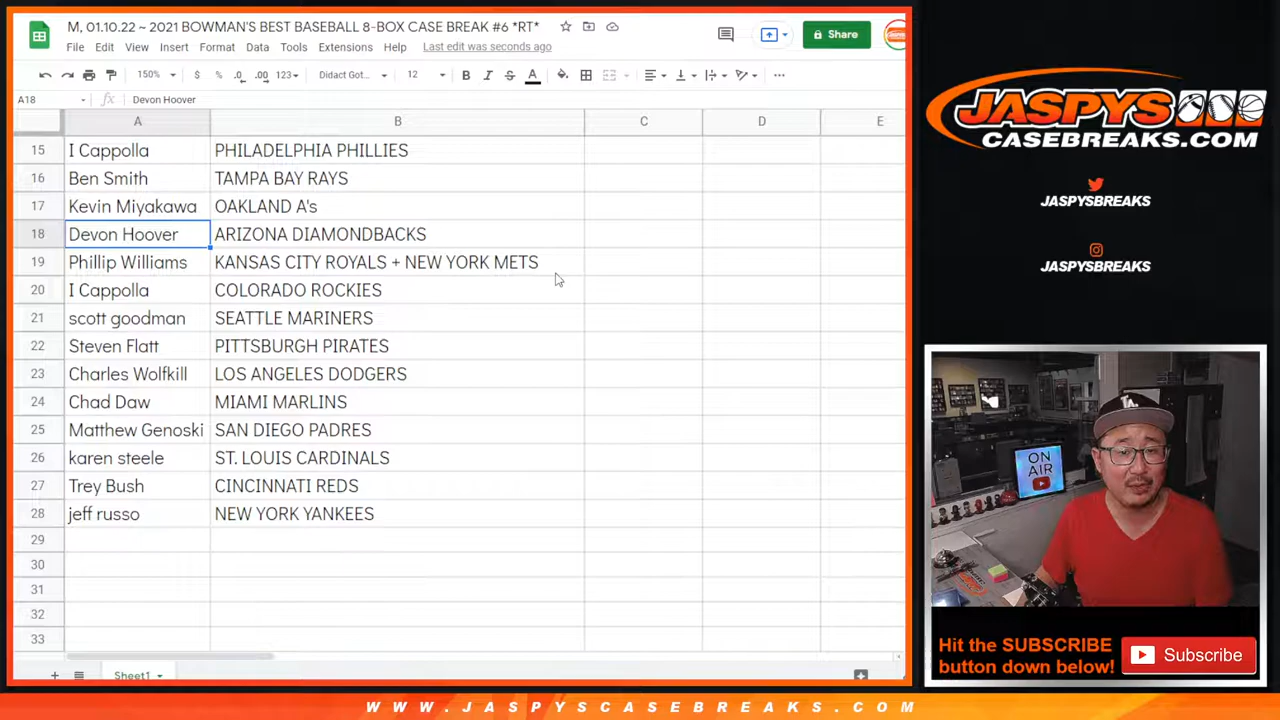 M, 01.10.22 ~ 2021 BOWMAN'S BEST BASEBALL 8-BOX CASE BREAK #6 *RT*
File Edit View Insert Format Data Tools Extensions Help Last edit was seconds ago
Share
150% $ % .0 .00 123 Didact Got... 12 B I S A
A18 fx Devon Hoover
A B C D E
15 I Cappolla PHILADELPHIA PHILLIES
16 Ben Smith TAMPA BAY RAYS
17 Kevin Miyakawa OAKLAND A's
18 Devon Hoover ARIZONA DIAMONDBACKS
19 Phillip Williams KANSAS CITY ROYALS + NEW YORK METS
20 I Cappolla COLORADO ROCKIES
21 scott goodman SEATTLE MARINERS
22 Steven Flatt PITTSBURGH PIRATES
23 Charles Wolfkill LOS ANGELES DODGERS
24 Chad Daw MIAMI MARLINS
25 Matthew Genoski SAN DIEGO PADRES
26 karen steele ST. LOUIS CARDINALS
27 Trey Bush CINCINNATI REDS
28 jeff russo NEW YORK YANKEES
29
30
31
32
33
Sheet1
JASPYS
CASEBREAKS.COM
JASPYSBREAKS
JASPYSBREAKS
ON
AIR
Hit the SUBSCRIBE
button down below!
Subscribe
WWW.JASPYSCASEBREAKS.COM